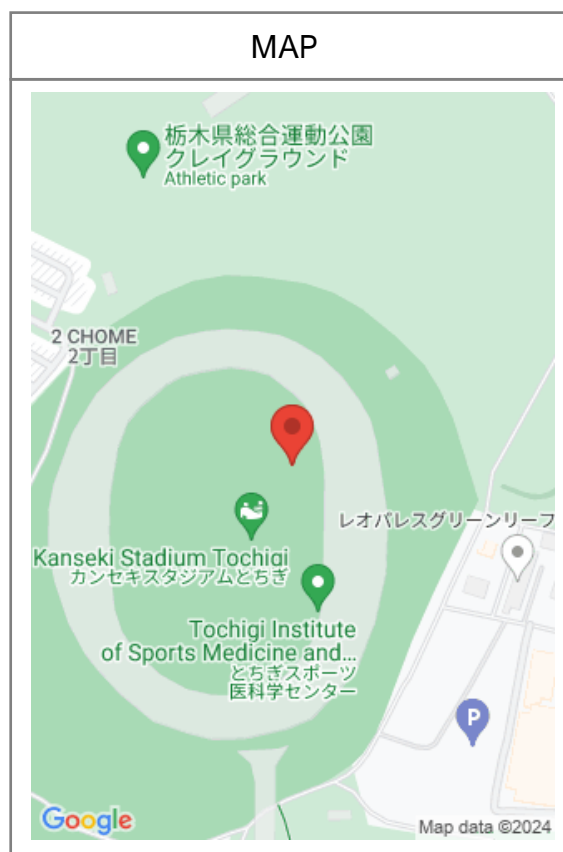 MAP
栃木県総合運動公園
クレイグラウンド
Athletic park
2 CHOME
2丁目
レオパレスグリーンリーフ
Kanseki Stadium Tochigi
カンセキスタジアムとちぎ
Tochigi Institute
of Sports Medicine and...
とちぎスポーツ
医科学センター
P
Google
Map data ©2024